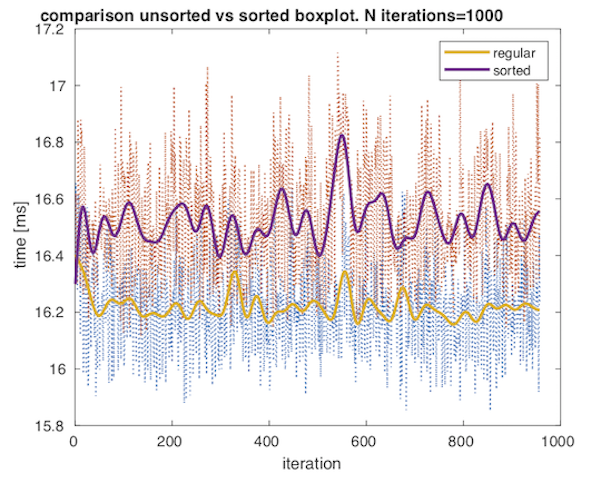 comparison unsorted vs sorted boxplot. N iterations=1000
17.2
17
16.8
16.6
16.4
16.2
16
15.8
time [ms]
regular
sorted
0
200
400
600
800
1000
iteration